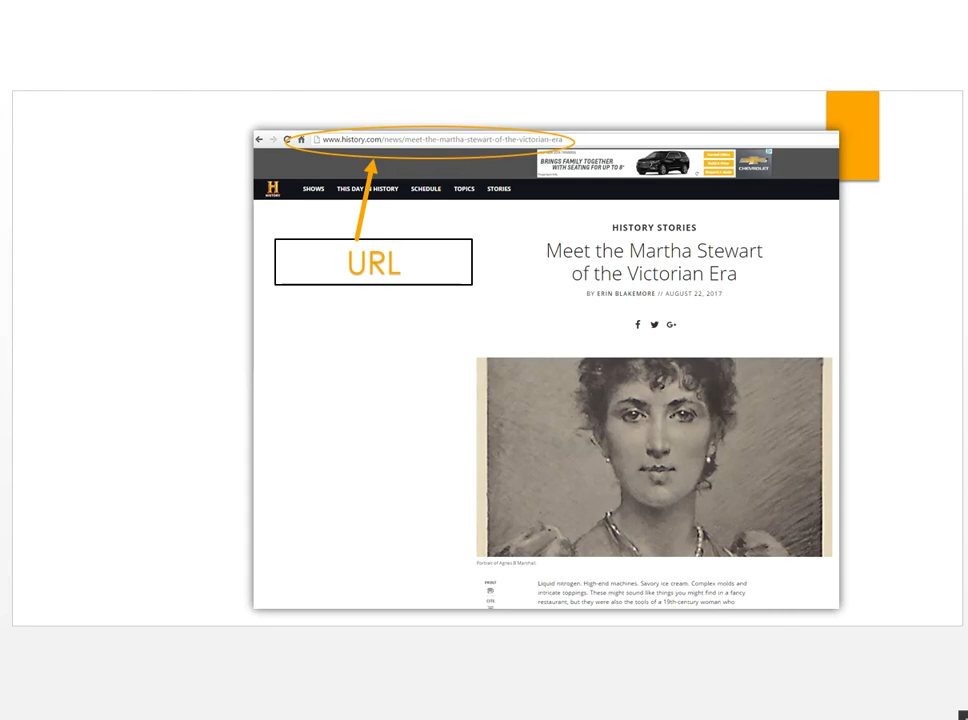 www.history.com/news/meet-the-martha-stewart-of-the-victorian-era
BRINGS FAMILY TOGETHER
WITH SEATING FOR UP TO 8
CHEVROLET
H
HISTORY
SHOWS THIS DAY IN HISTORY SCHEDULE TOPICS STORIES
URL
HISTORY STORIES
Meet the Martha Stewart
of the Victorian Era
BY ERIN BLAKEMORE // AUGUST 22, 2017
Portrait of Agnes B Marshall.
PRINT
CITE
Liquid nitrogen. High-end machines. Savory ice cream. Complex molds and
intricate toppings. These might sound like things you might find in a fancy
restaurant, but they were also the tools of a 19th-century woman who